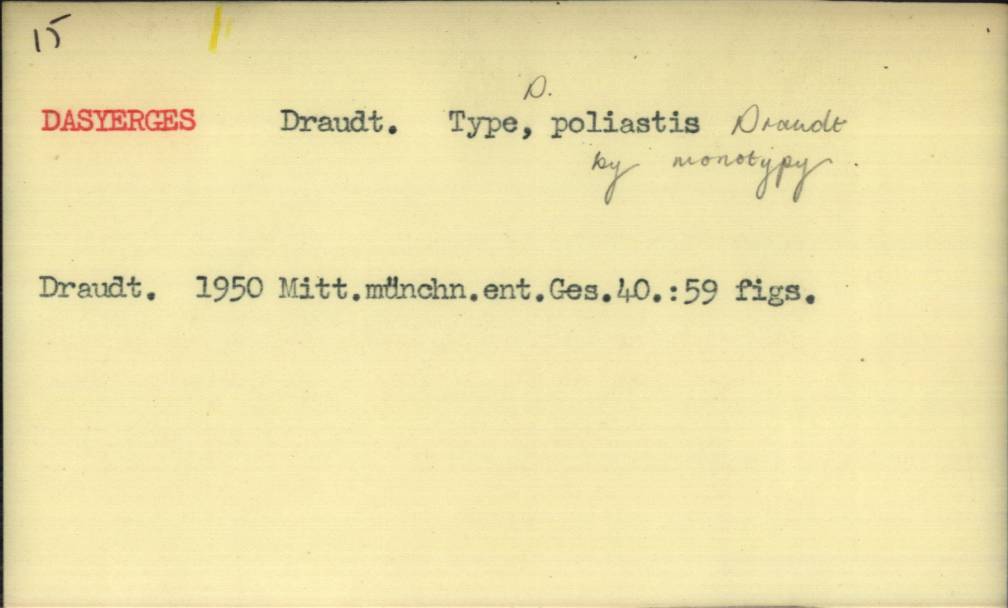 15
DASYERGES Draudt. Type, D. poliastis Draudt
by monotypy.
Draudt. 1950 Mitt.münchn.ent.Ges.40.:59 figs.